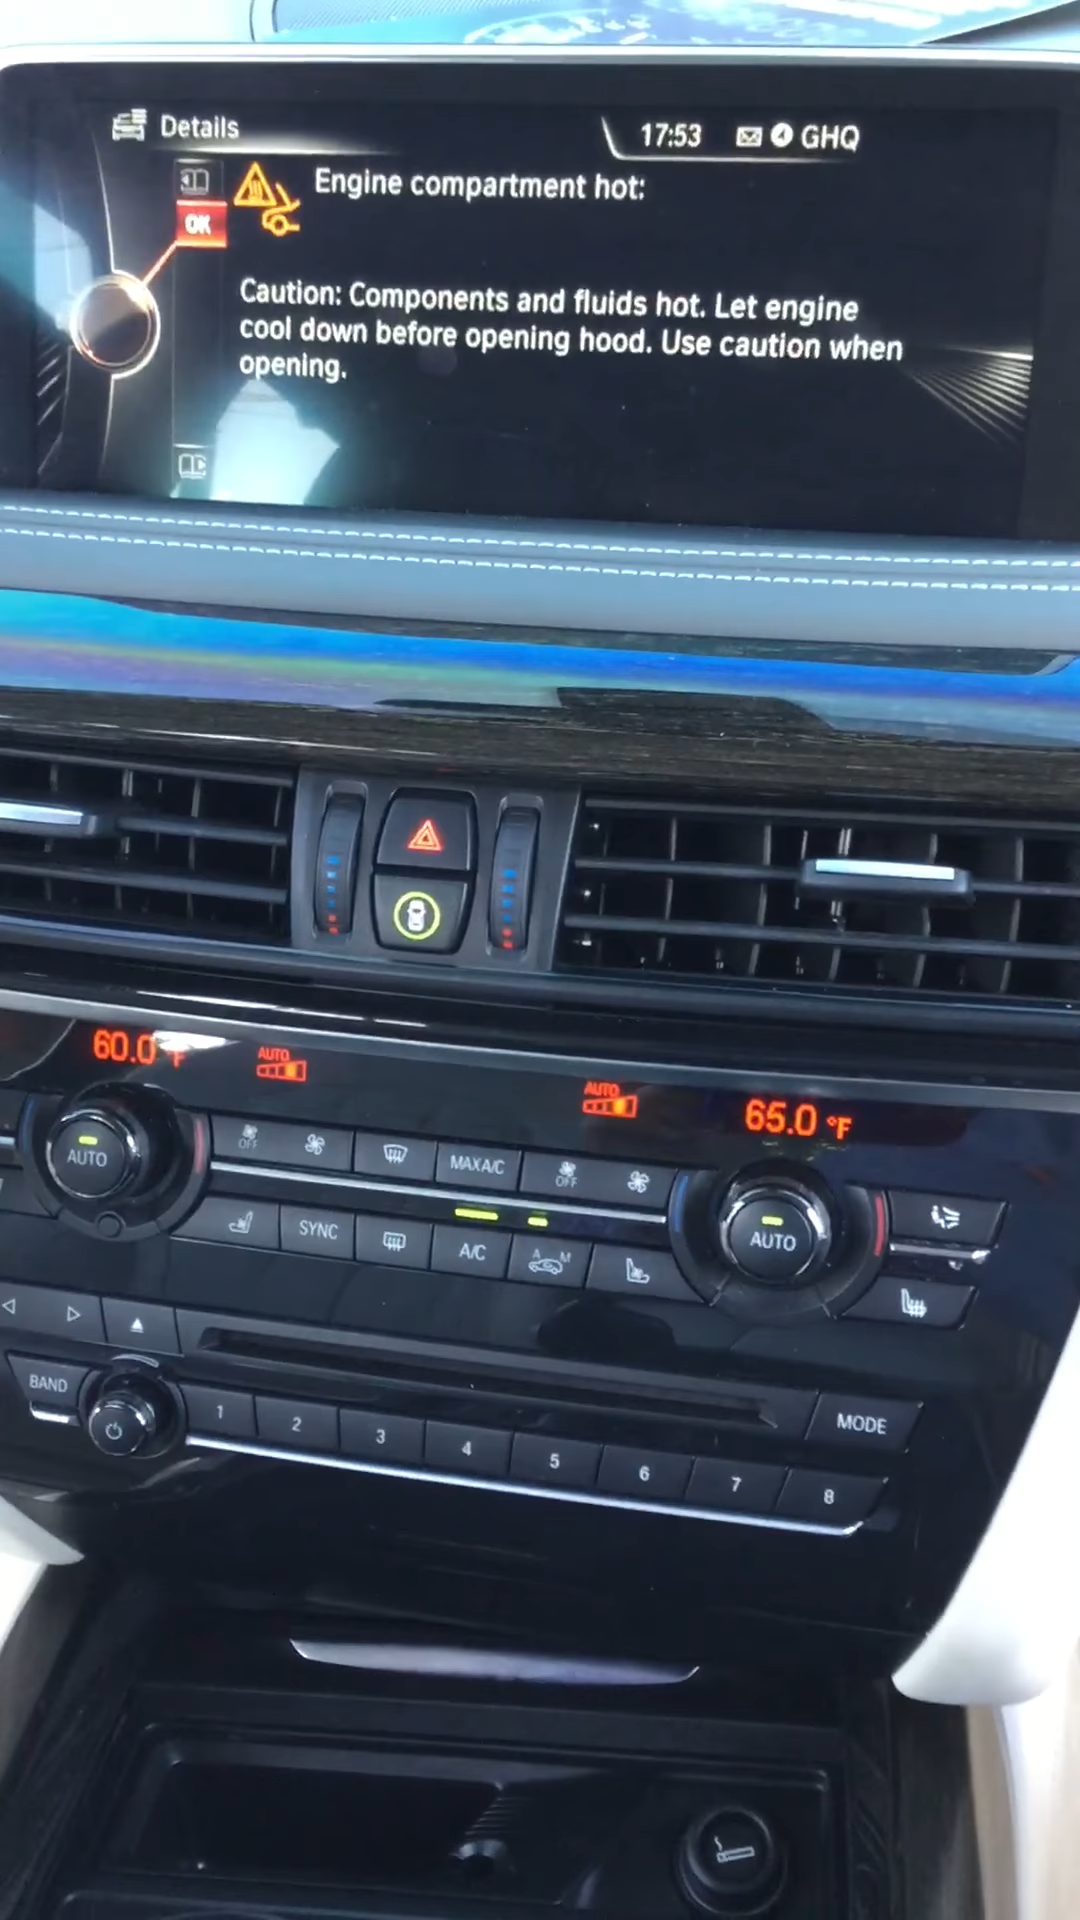 Details
17:53 GHQ
Engine compartment hot:
OK
Caution: Components and fluids hot. Let engine
cool down before opening hood. Use caution when
opening.
60.0 °F AUTO AUTO 65.0 °F
AUTO OFF MAX A/C OFF AUTO
SYNC A/C A M
BAND 1 2 3 4 5 6 7 8 MODE